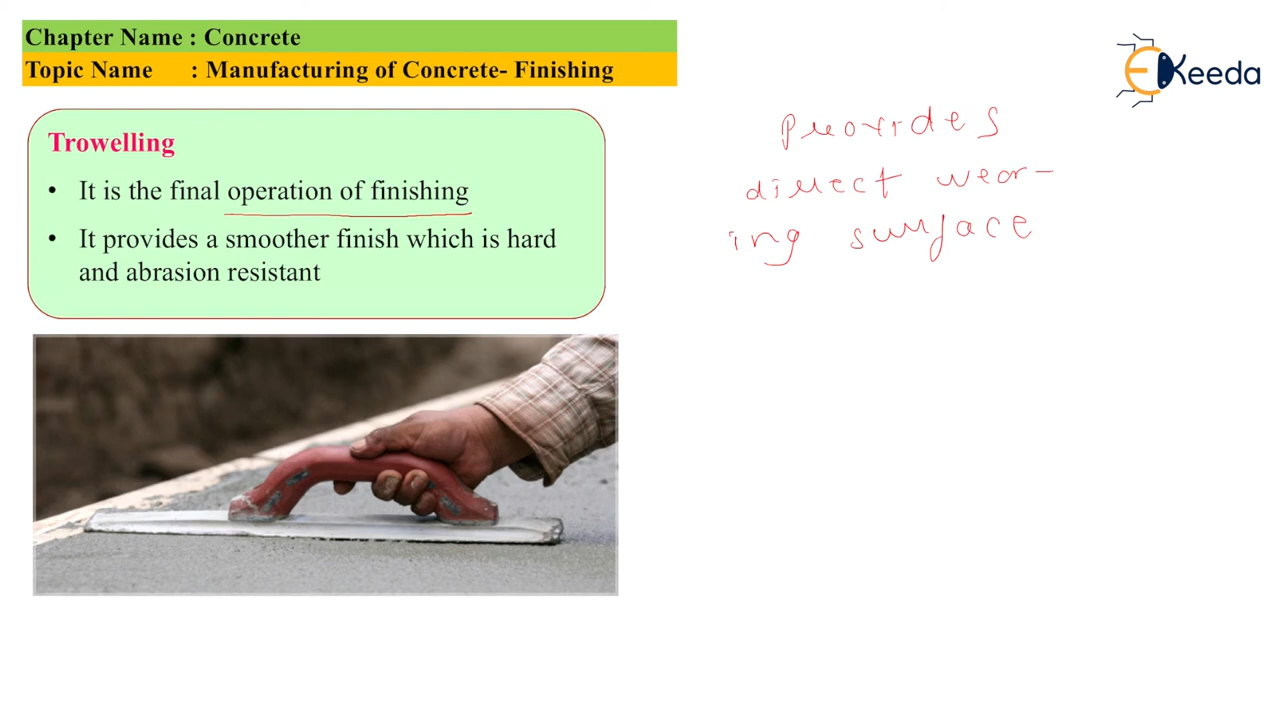 Chapter Name : Concrete
Topic Name : Manufacturing of Concrete- Finishing
EKeeda
Trowelling
• It is the final operation of finishing
• It provides a smoother finish which is hard
and abrasion resistant
Provides
direct wear-
ing surface